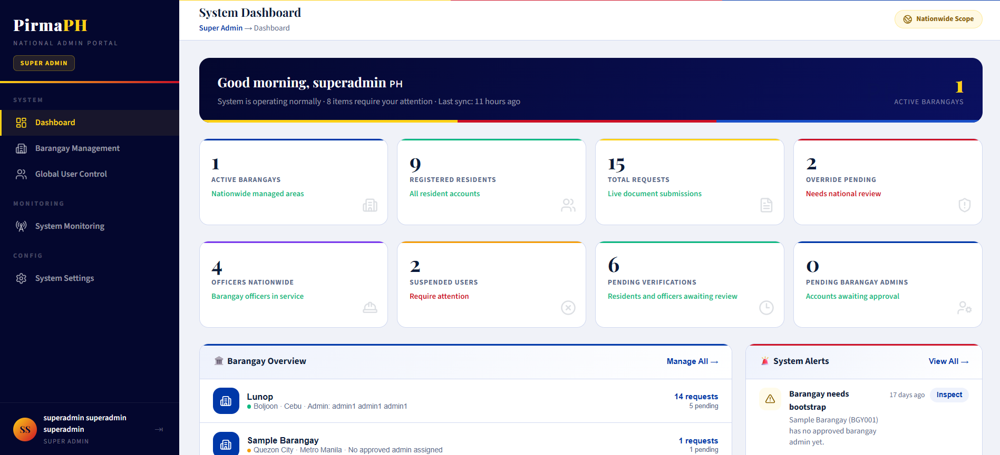 PirmaPH
NATIONAL ADMIN PORTAL
SUPER ADMIN
SYSTEM
Dashboard
Barangay Management
Global User Control
MONITORING
System Monitoring
CONFIG
System Settings
SS
superadmin superadmin
superadmin
SUPER ADMIN
System Dashboard
Super Admin → Dashboard
Nationwide Scope
Good morning, superadmin PH
System is operating normally · 8 items require your attention · Last sync: 11 hours ago
1
ACTIVE BARANGAYS
1
ACTIVE BARANGAYS
Nationwide managed areas
9
REGISTERED RESIDENTS
All resident accounts
15
TOTAL REQUESTS
Live document submissions
2
OVERRIDE PENDING
Needs national review
4
OFFICERS NATIONWIDE
Barangay officers in service
2
SUSPENDED USERS
Require attention
6
PENDING VERIFICATIONS
Residents and officers awaiting review
0
PENDING BARANGAY ADMINS
Accounts awaiting approval
Barangay Overview
Manage All →
Lunop
Boljoon · Cebu · Admin: admin1 admin1 admin1
14 requests
5 pending
Sample Barangay
Quezon City · Metro Manila · No approved admin assigned
1 requests
1 pending
System Alerts
View All →
Barangay needs
bootstrap
17 days ago
Inspect
Sample Barangay (BGY001)
has no approved barangay
admin yet.